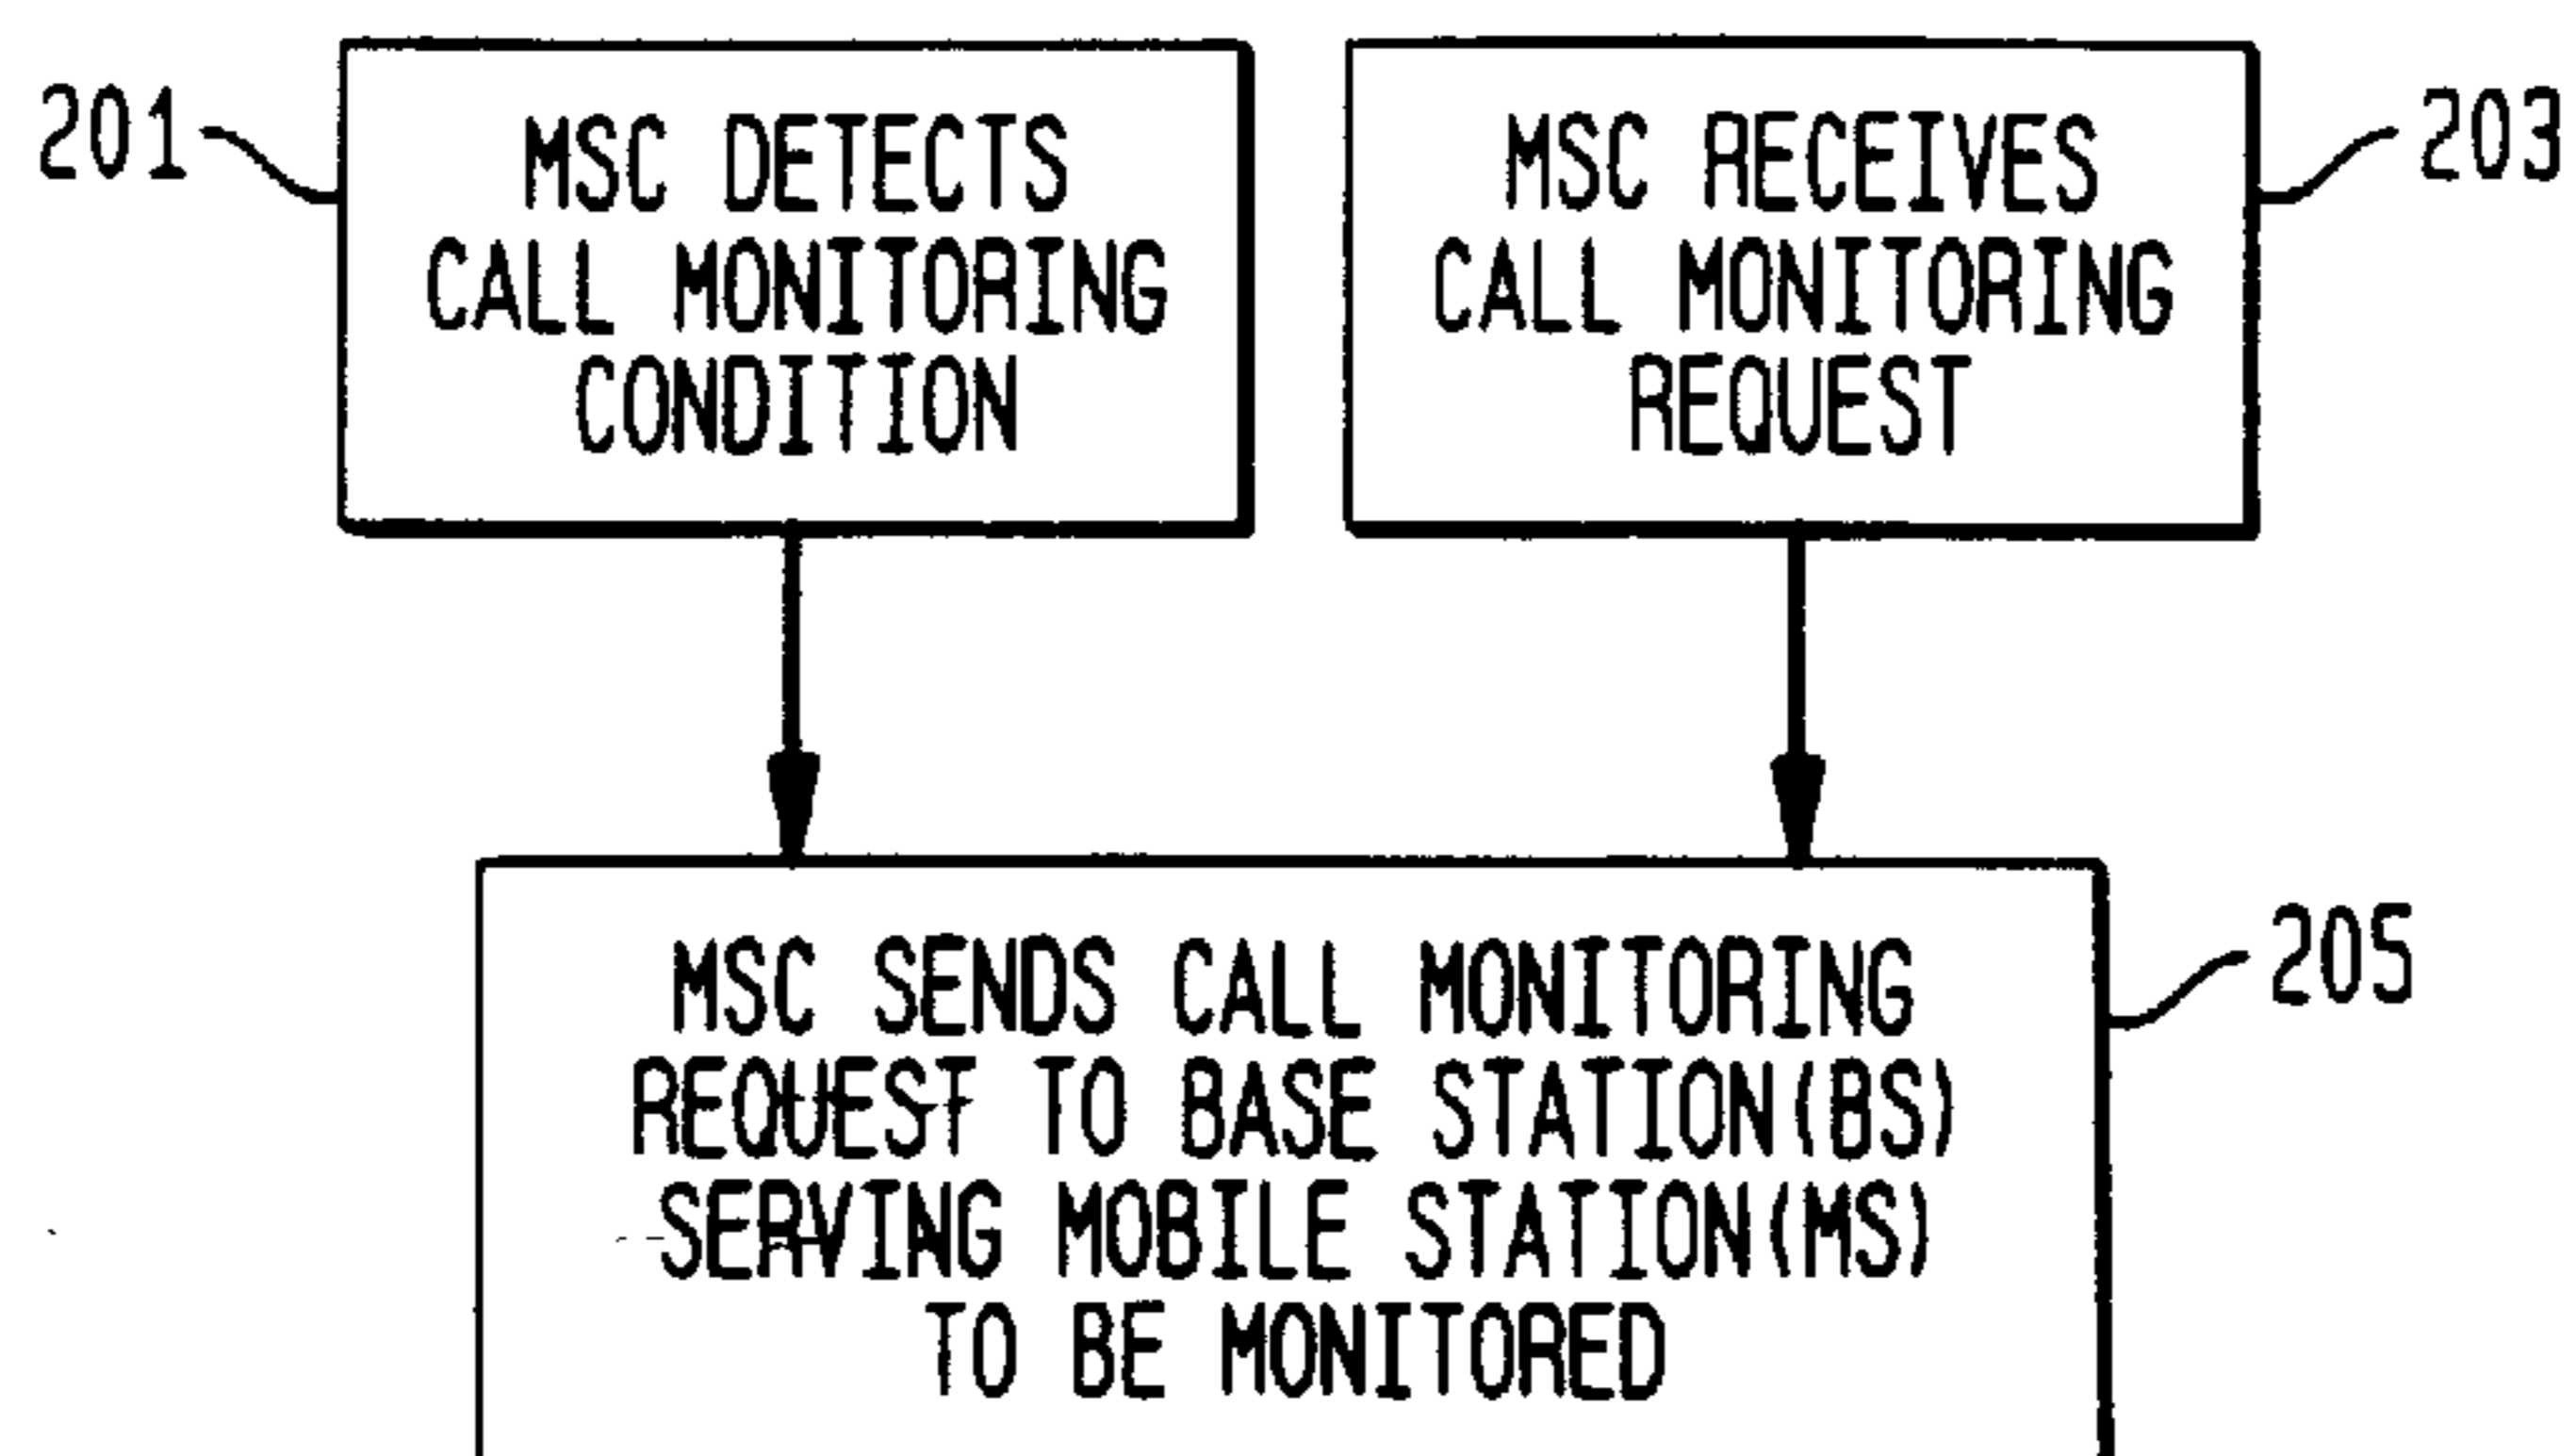 201
MSC DETECTS
CALL MONITORING
CONDITION
MSC RECEIVES
CALL MONITORING
REQUEST
203
MSC SENDS CALL MONITORING
REQUEST TO BASE STATION(BS)
SERVING MOBILE STATION(MS)
TO BE MONITORED
205